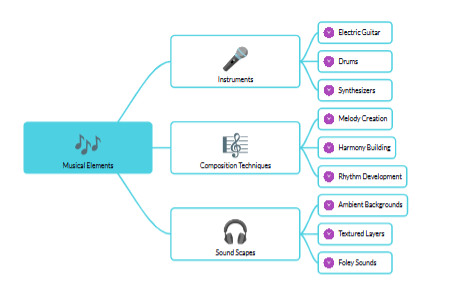 Musical Elements
Instruments
Electric Guitar
Drums
Synthesizers
Composition Techniques
Melody Creation
Harmony Building
Rhythm Development
Sound Scapes
Ambient Backgrounds
Textured Layers
Foley Sounds